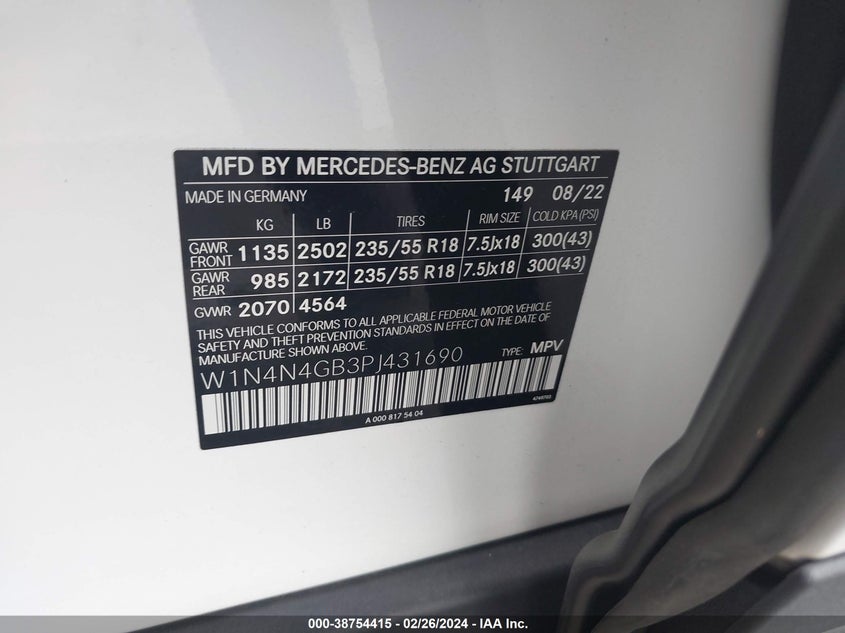 MFD BY MERCEDES-BENZ AG STUTTGART
MADE IN GERMANY 149 08/22
KG LB TIRES RIM SIZE COLD KPA (PSI)
GAWR FRONT 1135 2502 235/55 R18 7.5Jx18 300(43)
GAWR REAR 985 2172 235/55 R18 7.5Jx18 300(43)
GVWR 2070 4564
THIS VEHICLE CONFORMS TO ALL APPLICABLE FEDERAL MOTOR VEHICLE
SAFETY AND THEFT PREVENTION STANDARDS IN EFFECT ON THE DATE OF
MANUFACTURE SHOWN ABOVE.
W1N4N4GB3PJ431690 TYPE: MPV
A 000 817 54 04
000-38754415 - 02/26/2024 - IAA Inc.